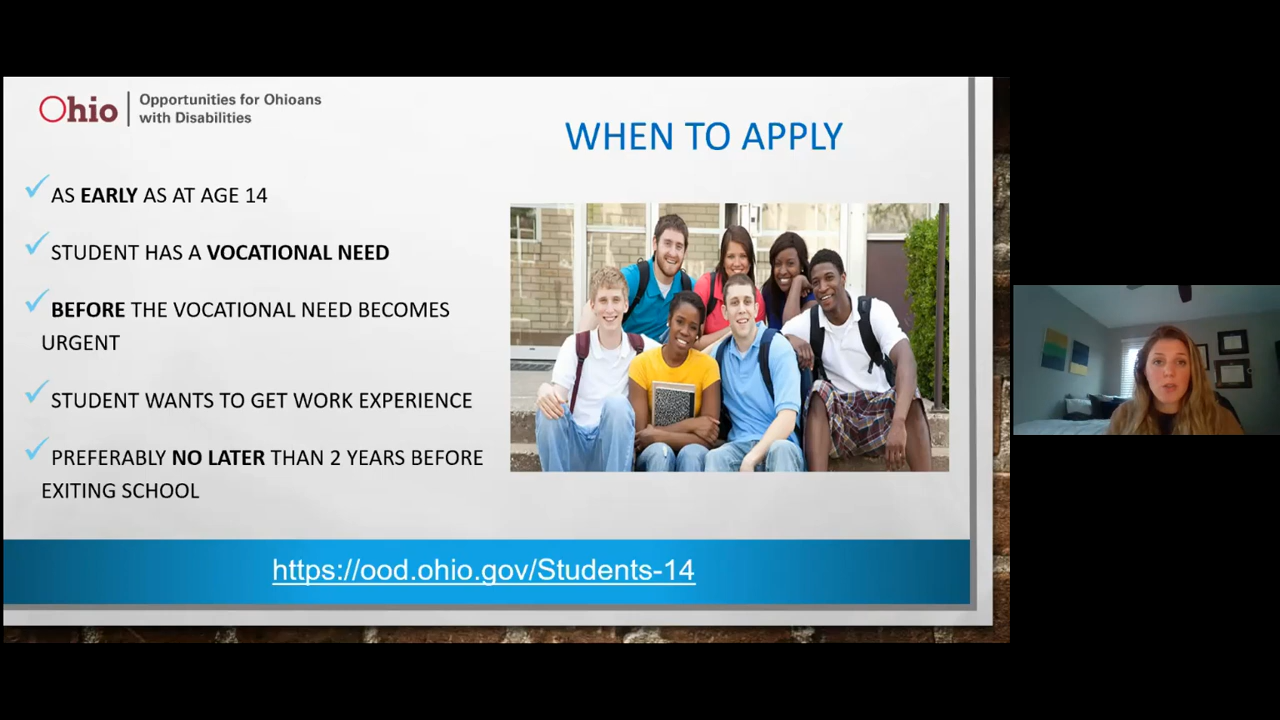 Ohio
Opportunities for Ohioans
with Disabilities
WHEN TO APPLY
AS EARLY AS AT AGE 14
STUDENT HAS A VOCATIONAL NEED
BEFORE THE VOCATIONAL NEED BECOMES
URGENT
STUDENT WANTS TO GET WORK EXPERIENCE
PREFERABLY NO LATER THAN 2 YEARS BEFORE
EXITING SCHOOL
https://ood.ohio.gov/Students-14